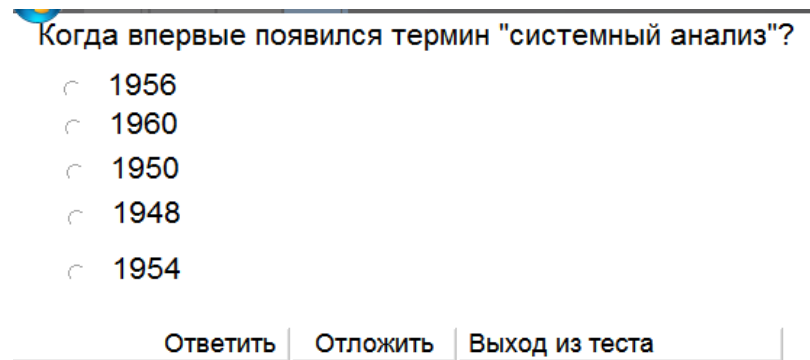 Когда впервые появился термин "системный анализ"?
1956
1960
1950
1948
1954
Ответить Отложить Выход из теста